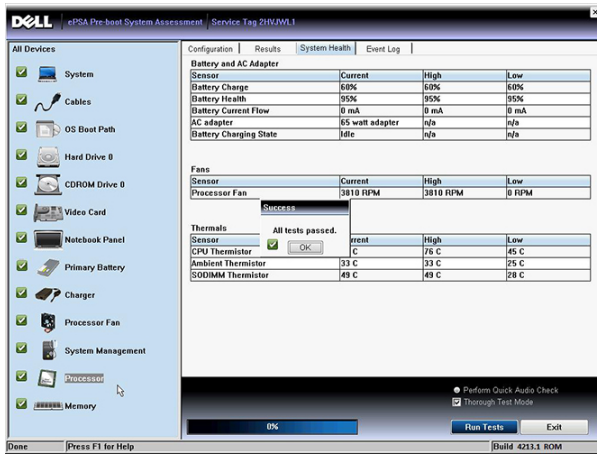 DELL ePSA Pre-boot System Assessment Service Tag 2HVJWL1
All Devices
System
Cables
OS Boot Path
Hard Drive 0
CDROM Drive 0
Video Card
Notebook Panel
Primary Battery
Charger
Processor Fan
System Management
Processor
Memory
Configuration Results System Health Event Log
Battery and AC Adapter
Sensor Current High Low
Battery Charge 60% 60% 60%
Battery Health 95% 95% 95%
Battery Current Flow 0 mA 0 mA 0 mA
AC adapter 65 watt adapter n/a n/a
Battery Charging State Idle n/a n/a
Fans
Sensor Current High Low
Processor Fan 3810 RPM 3810 RPM 0 RPM
Success
All tests passed.
OK
Thermals
Sensor rrent High Low
CPU Thermistor C 76 C 45 C
Ambient Thermistor 33 C 33 C 25 C
SODIMM Thermistor 49 C 49 C 28 C
Perform Quick Audio Check
Thorough Test Mode
0% Run Tests Exit
Done Press F1 for Help Build 4213.1 ROM